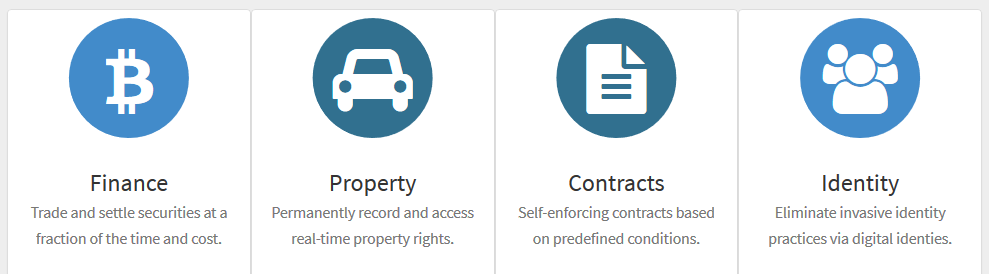 Finance
Trade and settle securities at a
fraction of the time and cost.
Property
Permanently record and access
real-time property rights.
Contracts
Self-enforcing contracts based
on predefined conditions.
Identity
Eliminate invasive identity
practices via digital identies.